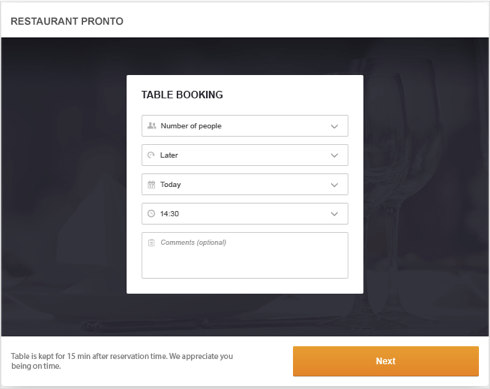 RESTAURANT PRONTO
TABLE BOOKING
Number of people
Later
Today
14:30
Comments (optional)
Table is kept for 15 min after reservation time. We appreciate you
being on time.
Next